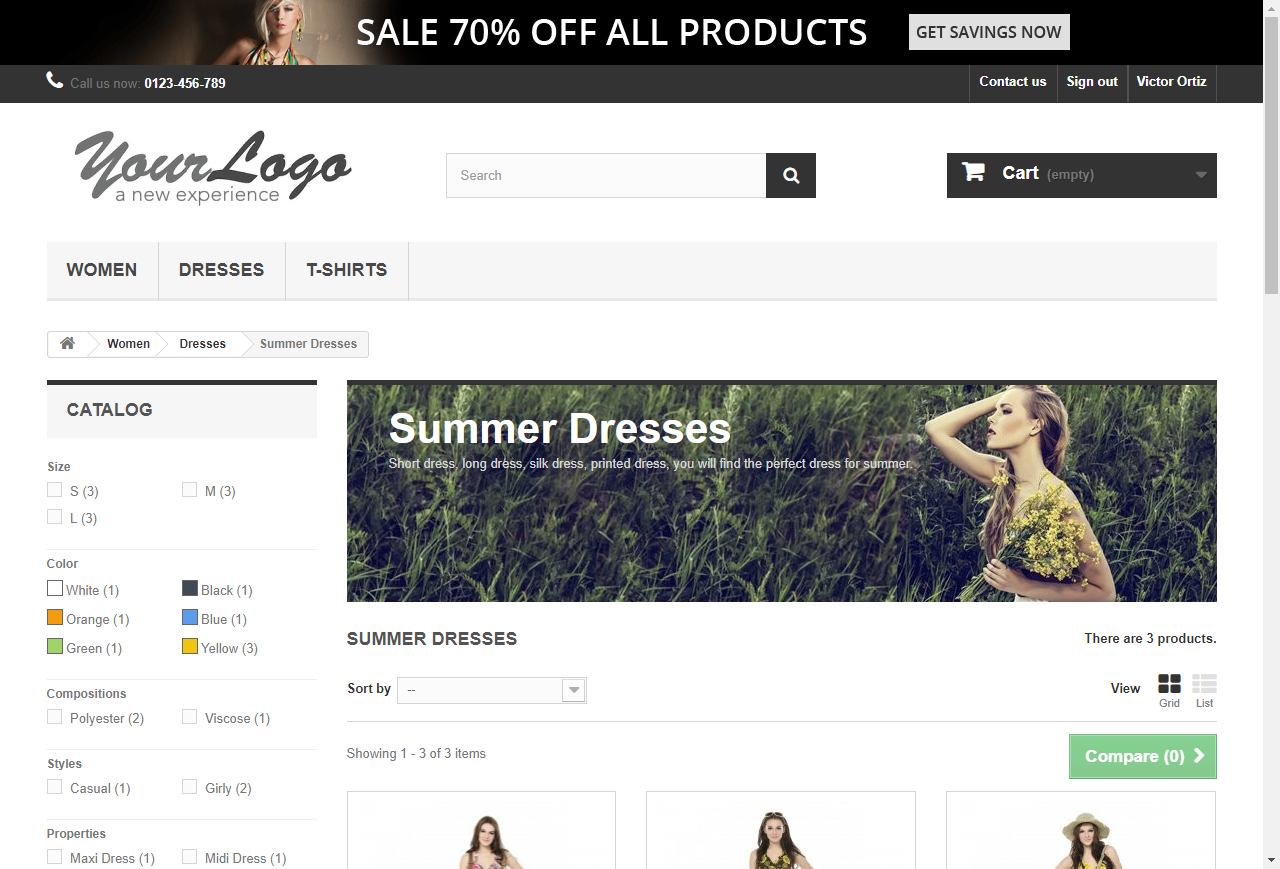 SALE 70% OFF ALL PRODUCTS GET SAVINGS NOW
Call us now: 0123-456-789 Contact us Sign out Victor Ortiz
YourLogo
a new experience
Search
Cart (empty)
WOMEN DRESSES T-SHIRTS
Women Dresses Summer Dresses
CATALOG
Size
S (3) M (3)
L (3)
Color
White (1) Black (1)
Orange (1) Blue (1)
Green (1) Yellow (3)
Compositions
Polyester (2) Viscose (1)
Styles
Casual (1) Girly (2)
Properties
Maxi Dress (1) Midi Dress (1)
Summer Dresses
Short dress, long dress, silk dress, printed dress, you will find the perfect dress for summer.
SUMMER DRESSES There are 3 products.
Sort by -- View Grid List
Showing 1 - 3 of 3 items Compare (0)